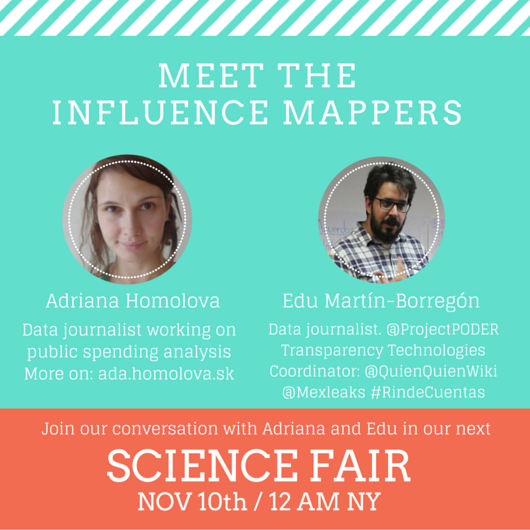 MEET THE
INFLUENCE MAPPERS
Adriana Homolova
Data journalist working on
public spending analysis
More on: ada.homolova.sk
Edu Martín-Borregón
Data journalist. @ProjectPODER
Transparency Technologies
Coordinator: @QuienQuienWiki
@Mexleaks #RindeCuentas
Join our conversation with Adriana and Edu in our next
SCIENCE FAIR
NOV 10th / 12 AM NY